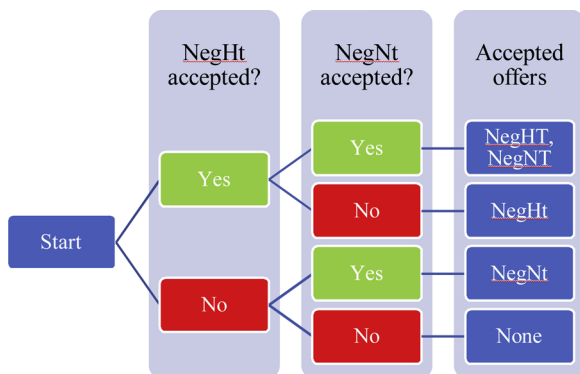 NegHt
accepted?
NegNt
accepted?
Accepted
offers
Start
Yes
Yes
NegHT,
NegNT
No
NegHt
No
Yes
NegNt
No
None